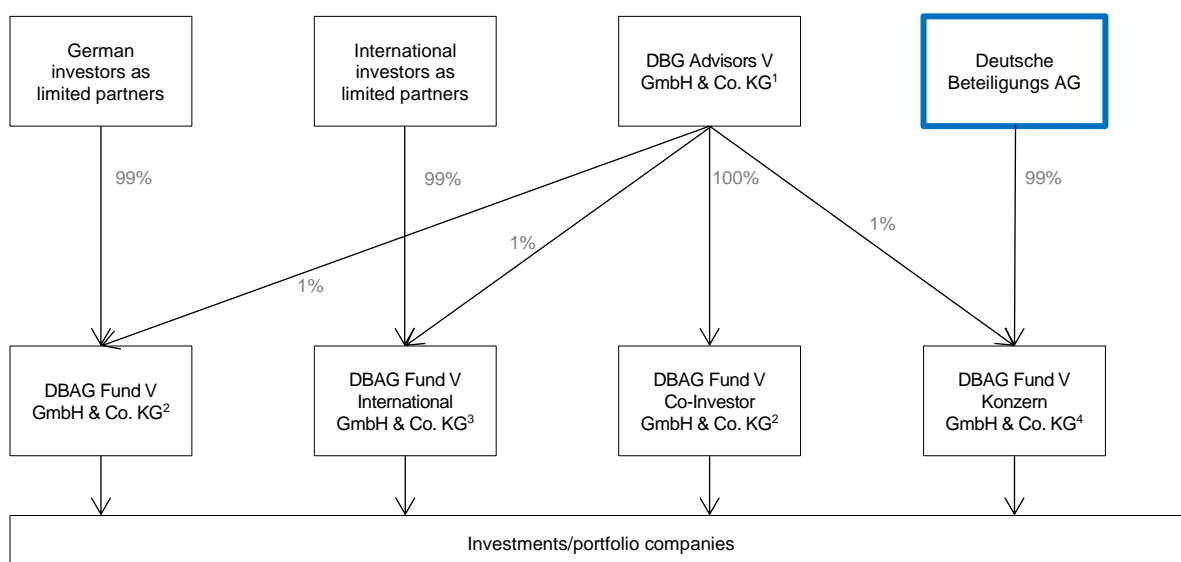 German
investors as
limited partners
International
investors as
limited partners
DBG Advisors V
GmbH & Co. KG¹
Deutsche
Beteiligungs AG
99%
99%
100%
99%
1%
1%
1%
DBAG Fund V
GmbH & Co. KG²
DBAG Fund V
International
GmbH & Co. KG³
DBAG Fund V
Co-Investor
GmbH & Co. KG²
DBAG Fund V
Konzern
GmbH & Co. KG⁴
Investments/portfolio companies